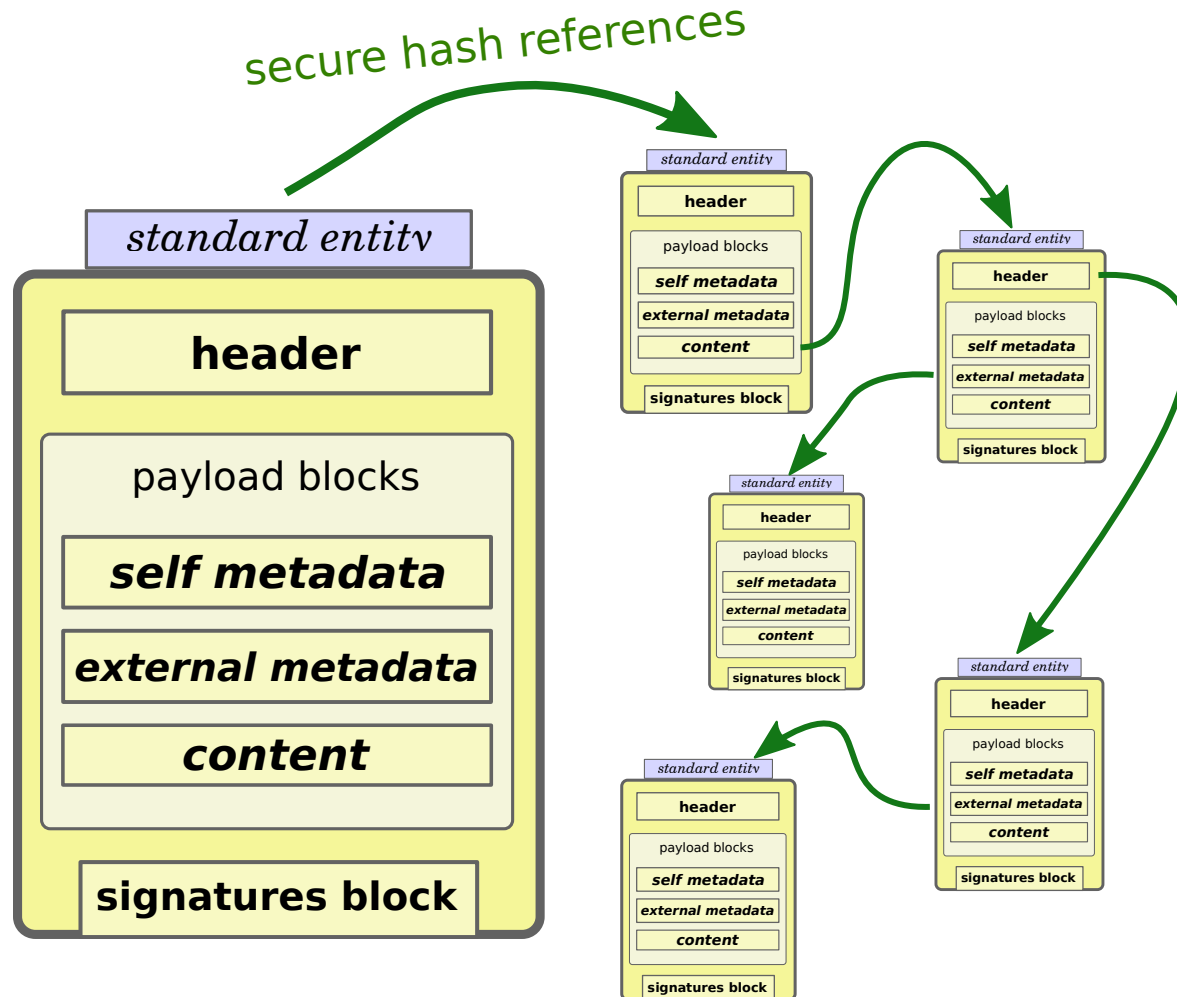 secure hash references
standard entity
header
payload blocks
self metadata
external metadata
content
signatures block
standard entity
header
payload blocks
self metadata
external metadata
content
signatures block
standard entity
header
payload blocks
self metadata
external metadata
content
signatures block
standard entity
header
payload blocks
self metadata
external metadata
content
signatures block
standard entity
header
payload blocks
self metadata
external metadata
content
signatures block
standard entity
header
payload blocks
self metadata
external metadata
content
signatures block